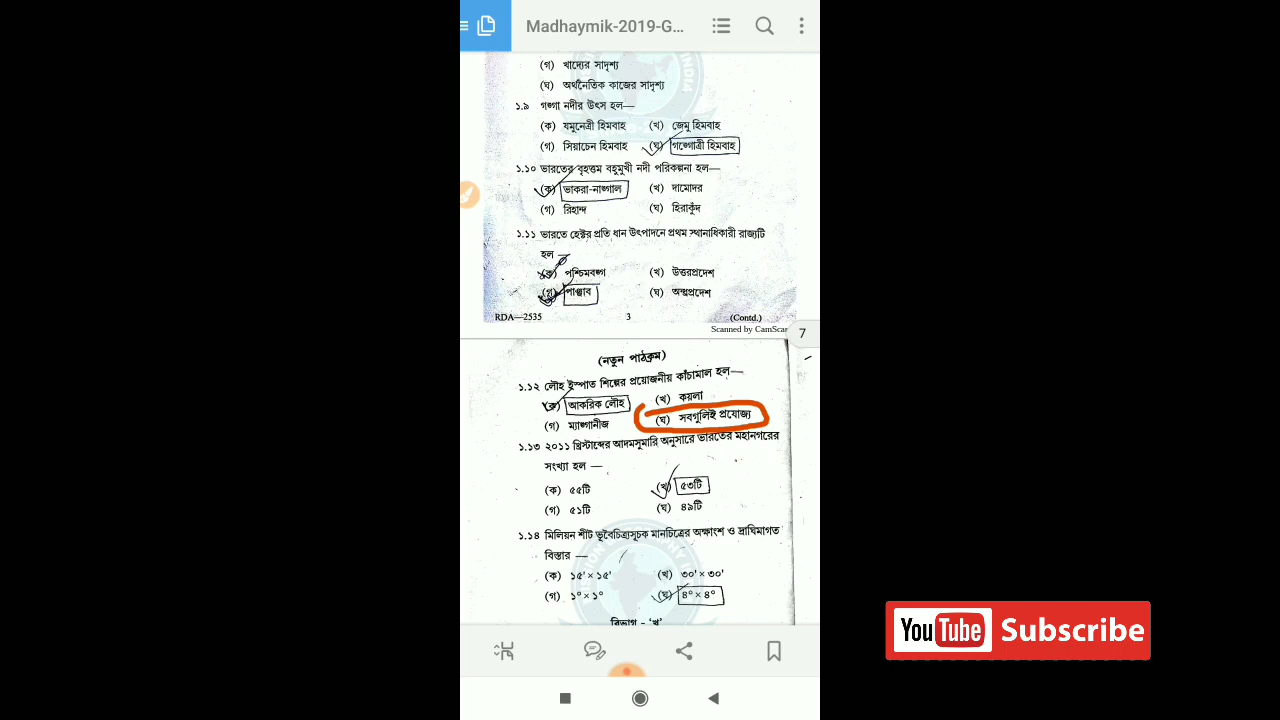 Madhaymik-2019-G...
(গ) খাদ্যের সাদৃশ্য
(ঘ) অর্থনৈতিক কাজের সাদৃশ্য
১.৯ গঙ্গা নদীর উৎস হল—
(ক) যমুনেত্রী হিমবাহ (খ) জেমু হিমবাহ
(গ) সিয়াচেন হিমবাহ (ঘ) গঙ্গোত্রী হিমবাহ
১.১০ ভারতের বৃহত্তম বহুমুখী নদী পরিকল্পনা হল—
(ক) ভাকরা-নাঙ্গাল (খ) দামোদর
(গ) রিহান্দ (ঘ) হিরাকুঁদ
১.১১ ভারতে হেক্টর প্রতি ধান উৎপাদনে প্রথম স্থানাধিকারী রাজ্যটি
হল —
(ক) পশ্চিমবঙ্গ (খ) উত্তরপ্রদেশ
(গ) পাঞ্জাব (ঘ) অন্ধ্রপ্রদেশ
RDA—2535 3 (Contd.)
Scanned by CamScan
7
(নতুন পাঠক্রম)
১.১২ লৌহ ইস্পাত শিল্পের প্রয়োজনীয় কাঁচামাল হল—
(ক) আকরিক লৌহ (খ) কয়লা
(গ) ম্যাঙ্গানীজ (ঘ) সবগুলিই প্রযোজ্য
১.১৩ ২০১১ খ্রিস্টাব্দের আদমসুমারি অনুসারে ভারতের মহানগরের
সংখ্যা হল —
(ক) ৫৫টি (খ) ৫৩টি
(গ) ৫১টি (ঘ) ৪৯টি
১.১৪ মিলিয়ন শীট ভূবৈচিত্র্যসূচক মানচিত্রের অক্ষাংশ ও দ্রাঘিমাগত
বিস্তার —
(ক) ১৫' × ১৫' (খ) ৩০' × ৩০'
(গ) ১° × ১° (ঘ) ৪° × ৪°
বিভাগ - 'খ'
YouTube Subscribe